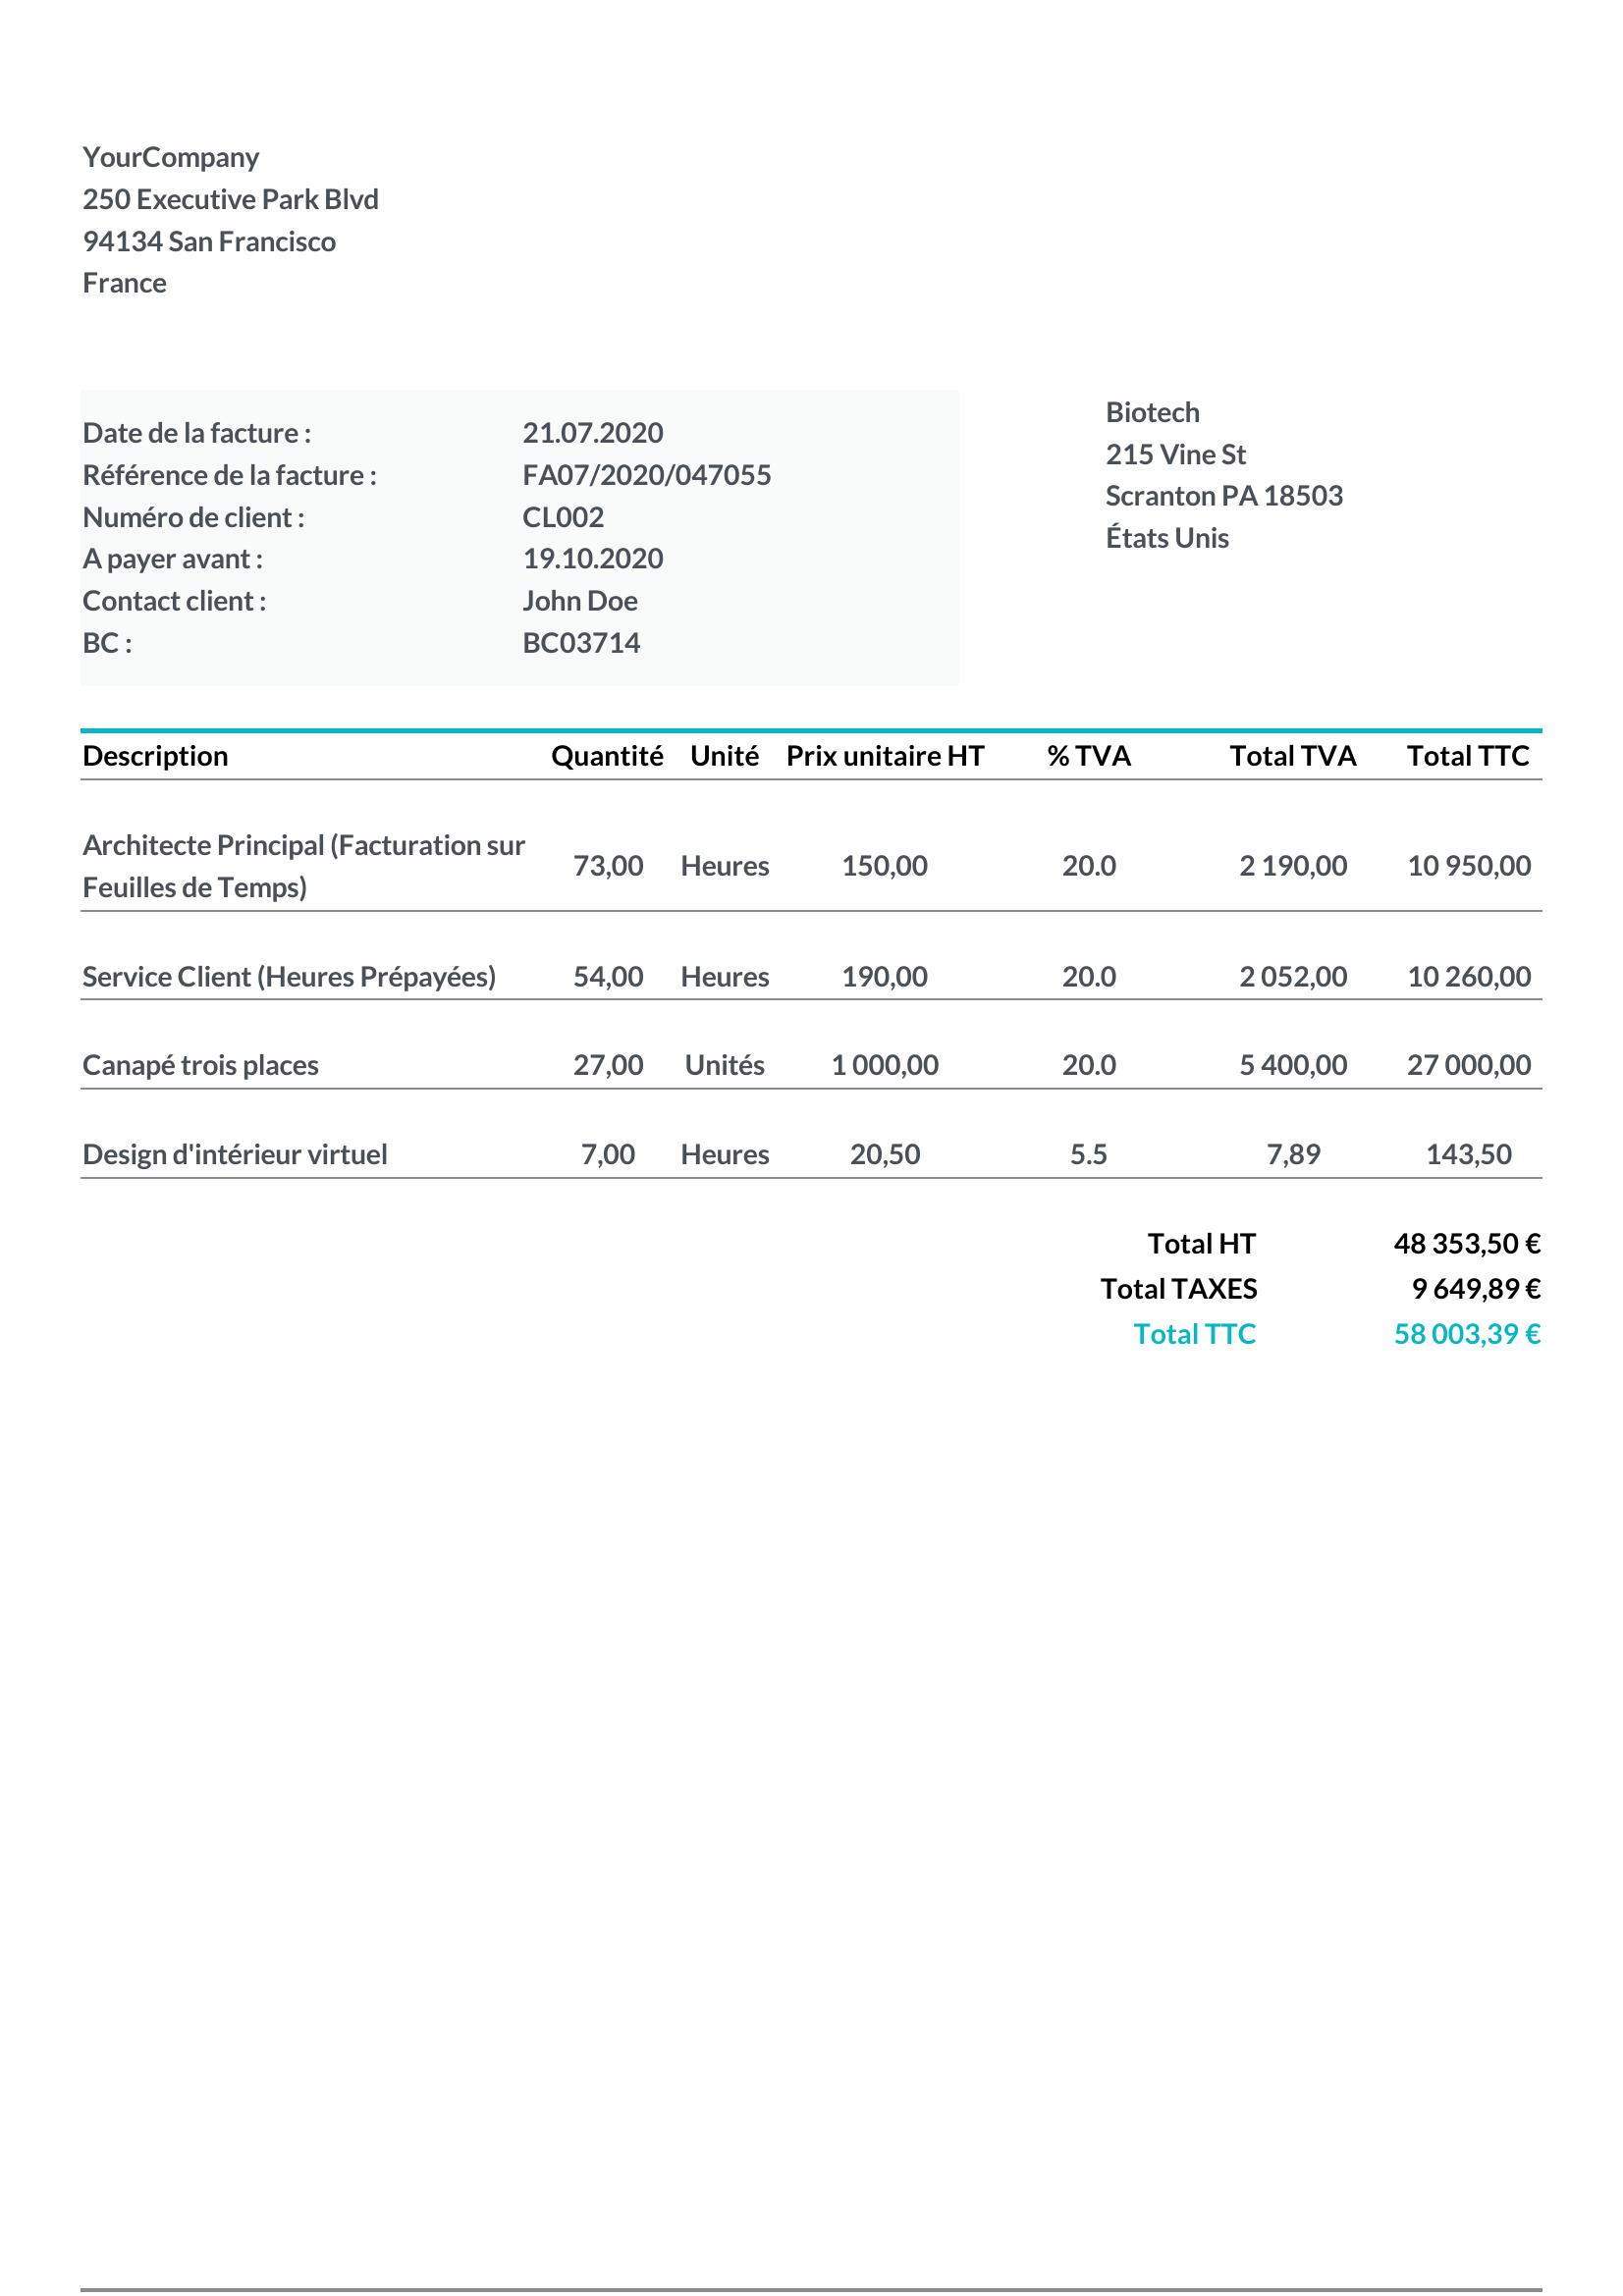 YourCompany
250 Executive Park Blvd
94134 San Francisco
France
Date de la facture : 21.07.2020
Référence de la facture : FA07/2020/047055
Numéro de client : CL002
A payer avant : 19.10.2020
Contact client : John Doe
BC : BC03714
Biotech
215 Vine St
Scranton PA 18503
États Unis
Description Quantité Unité Prix unitaire HT % TVA Total TVA Total TTC
Architecte Principal (Facturation sur
Feuilles de Temps) 73,00 Heures 150,00 20.0 2 190,00 10 950,00
Service Client (Heures Prépayées) 54,00 Heures 190,00 20.0 2 052,00 10 260,00
Canapé trois places 27,00 Unités 1 000,00 20.0 5 400,00 27 000,00
Design d'intérieur virtuel 7,00 Heures 20,50 5.5 7,89 143,50
Total HT 48 353,50 €
Total TAXES 9 649,89 €
Total TTC 58 003,39 €